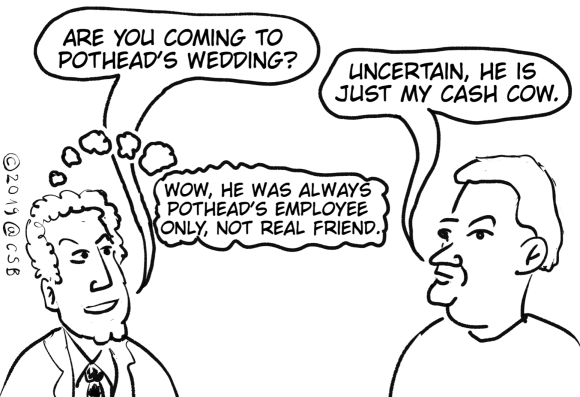 ARE YOU COMING TO
POTHEAD'S WEDDING?
UNCERTAIN, HE IS
JUST MY CASH COW.
WOW, HE WAS ALWAYS
POTHEAD'S EMPLOYEE
ONLY, NOT REAL FRIEND.
©2019@CSB